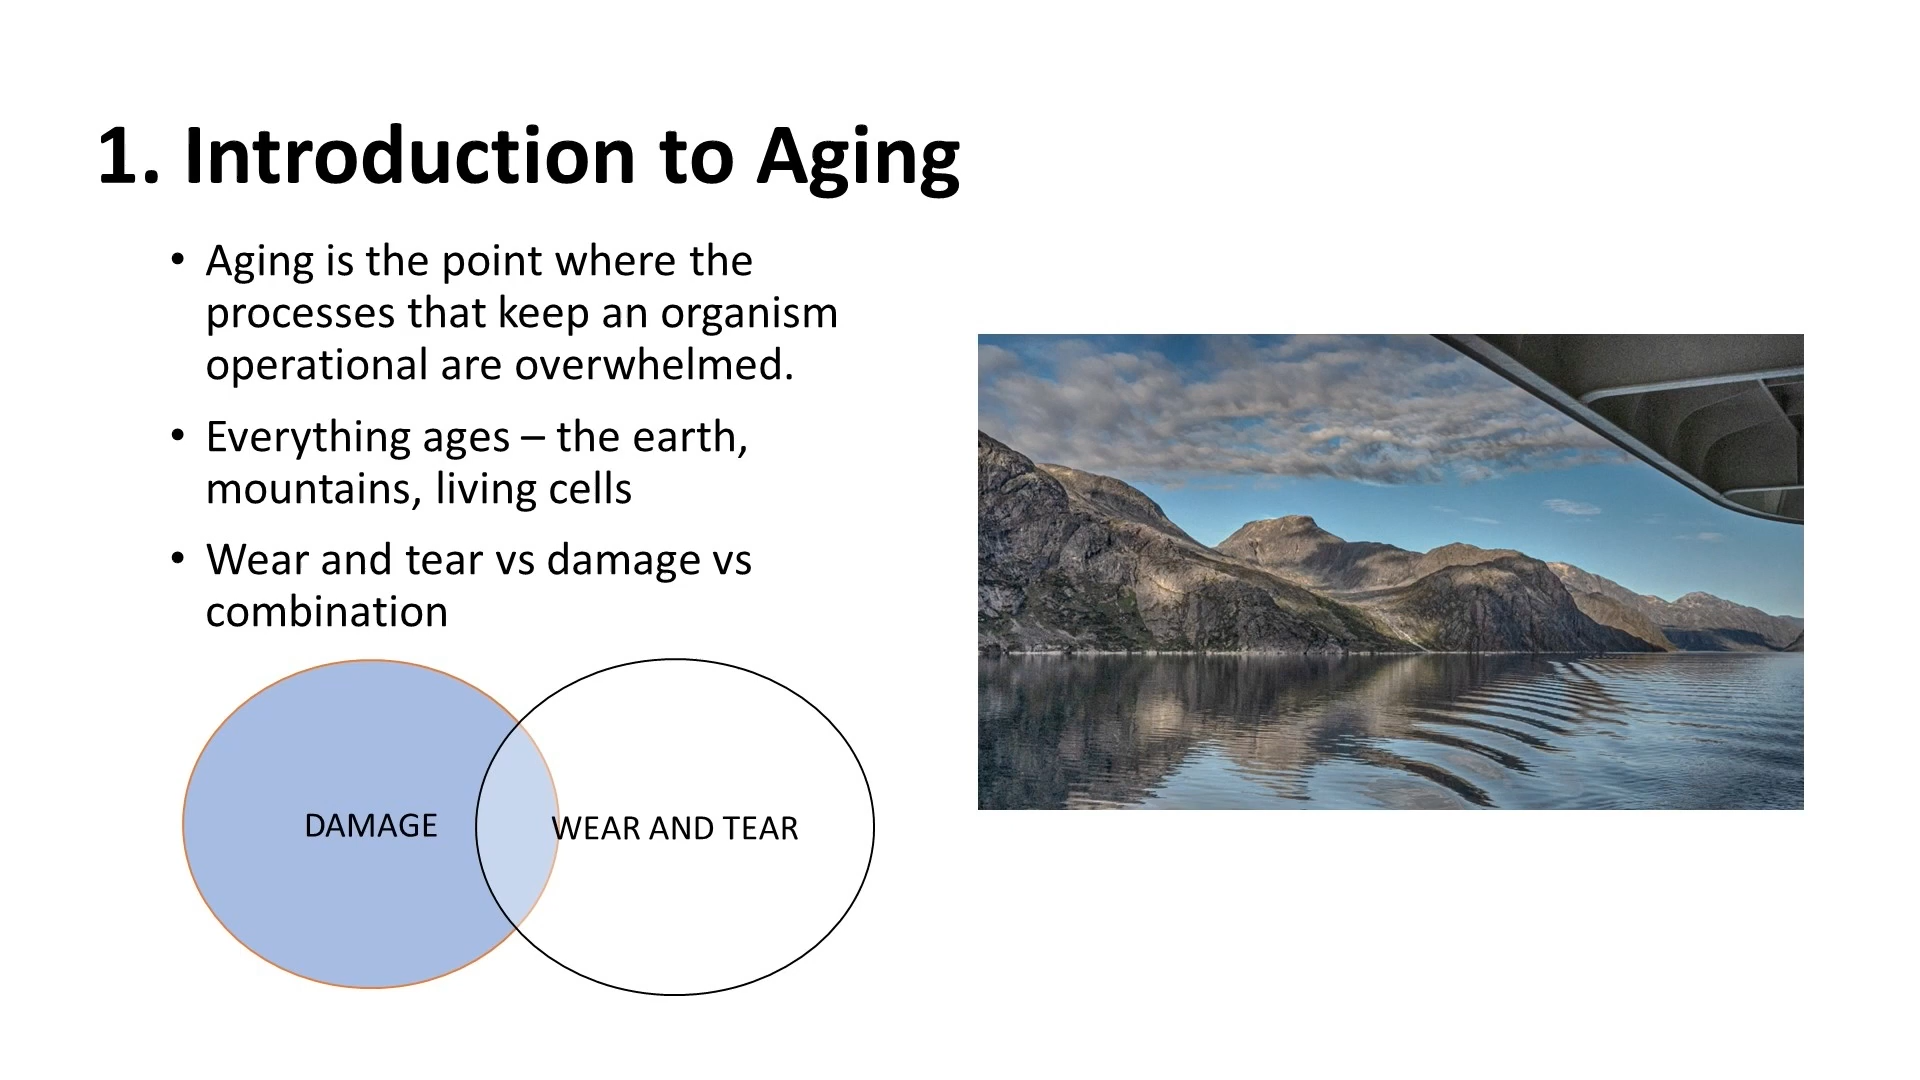 1. Introduction to Aging
• Aging is the point where the
processes that keep an organism
operational are overwhelmed.
• Everything ages – the earth,
mountains, living cells
• Wear and tear vs damage vs
combination
DAMAGE
WEAR AND TEAR